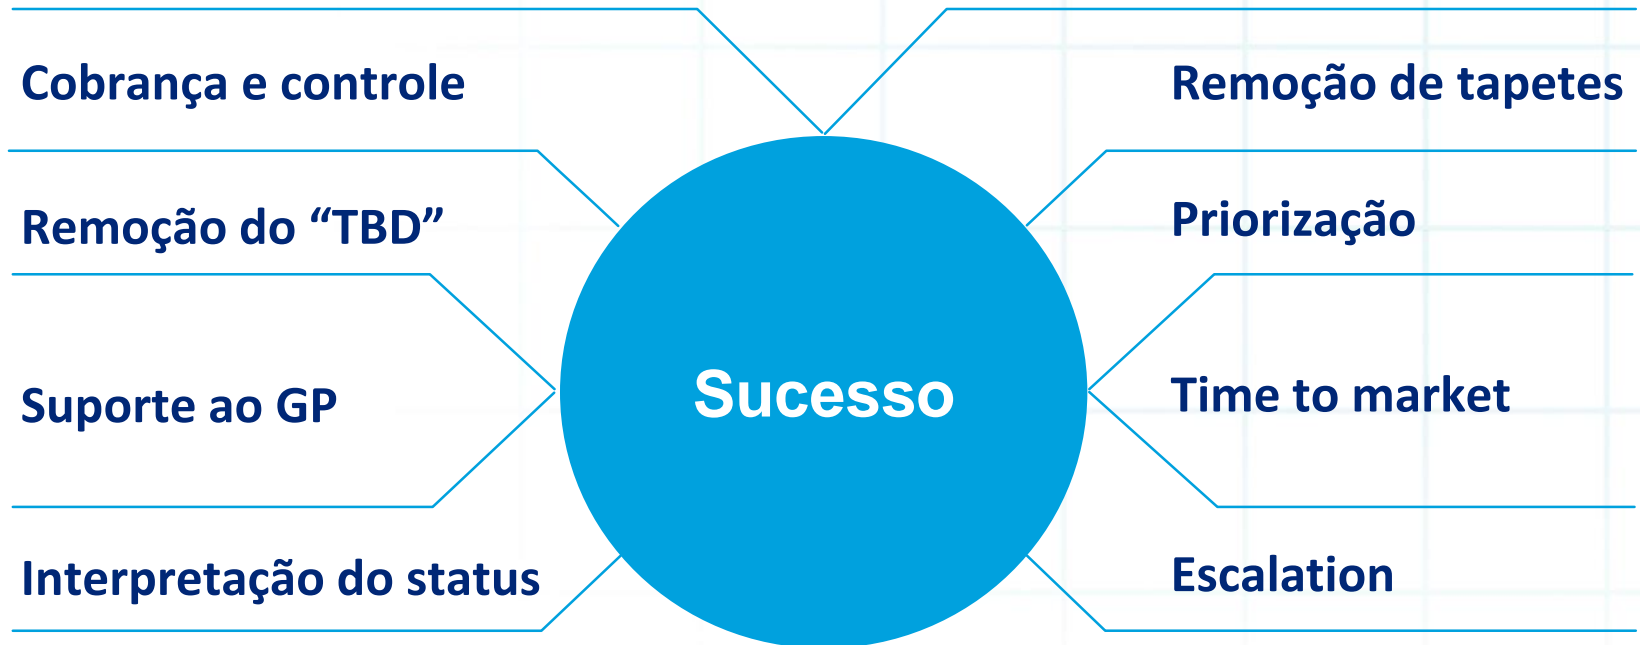 Cobrança e controle
Remoção do “TBD”
Suporte ao GP
Interpretação do status
Sucesso
Remoção de tapetes
Priorização
Time to market
Escalation